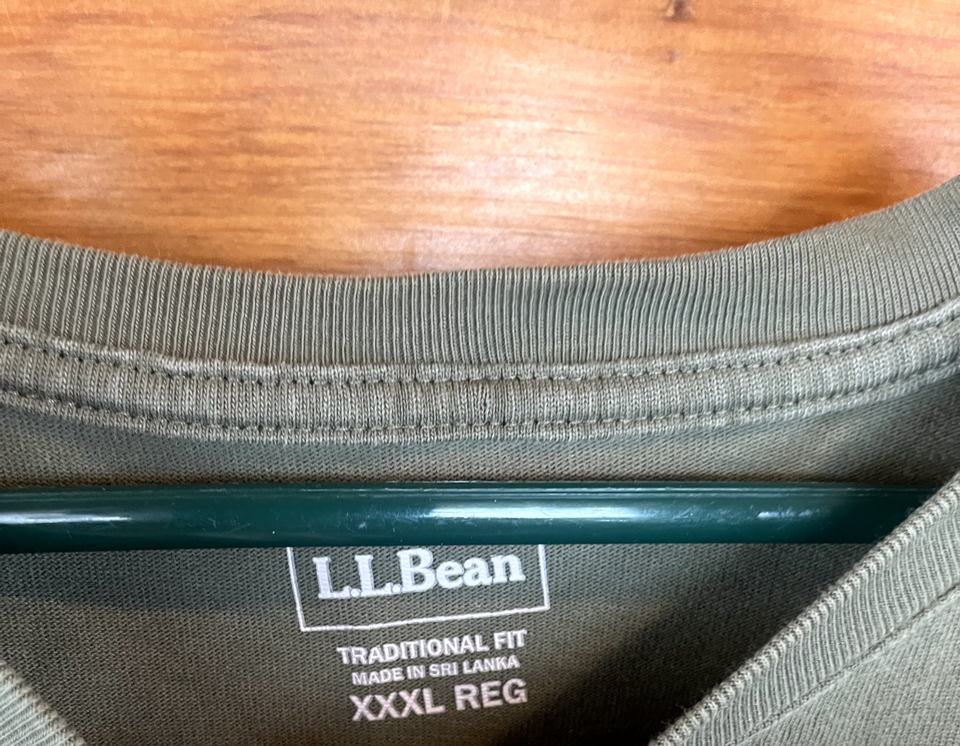 L.L.Bean
TRADITIONAL FIT
MADE IN SRI LANKA
XXXL REG